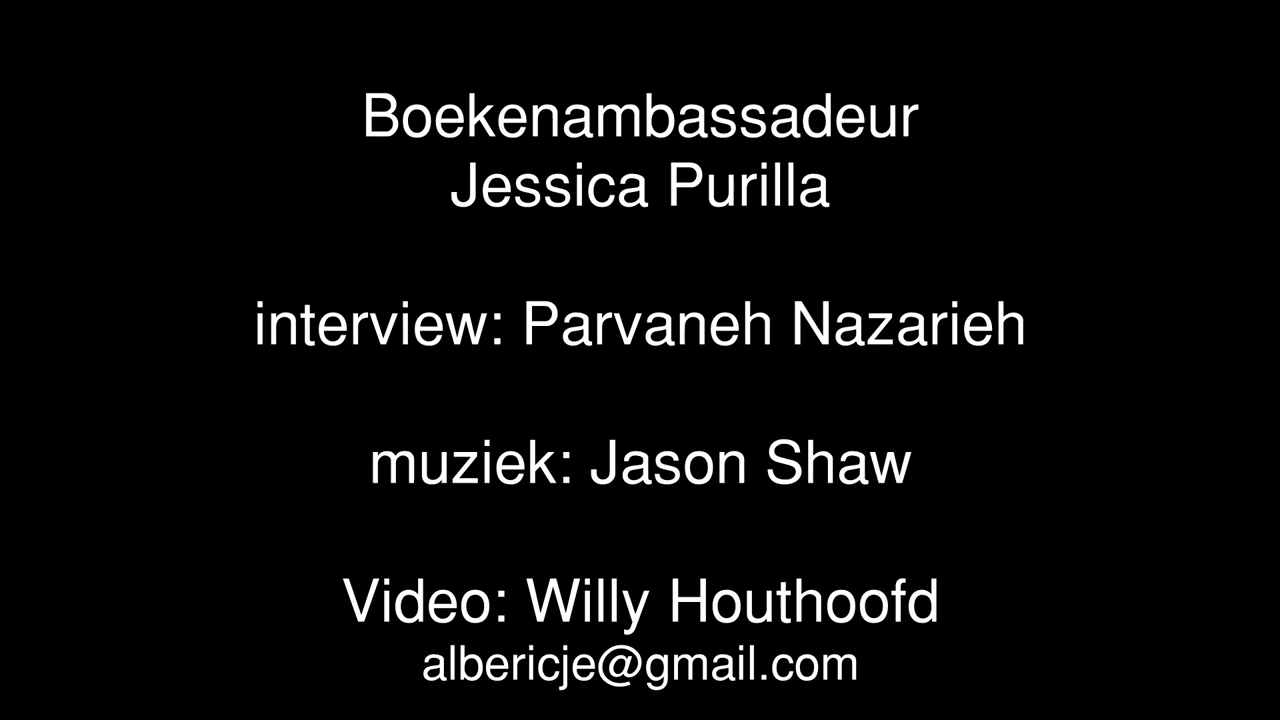 Boekenambassadeur
Jessica Purilla
interview: Parvaneh Nazarieh
muziek: Jason Shaw
Video: Willy Houthoofd
albericje@gmail.com